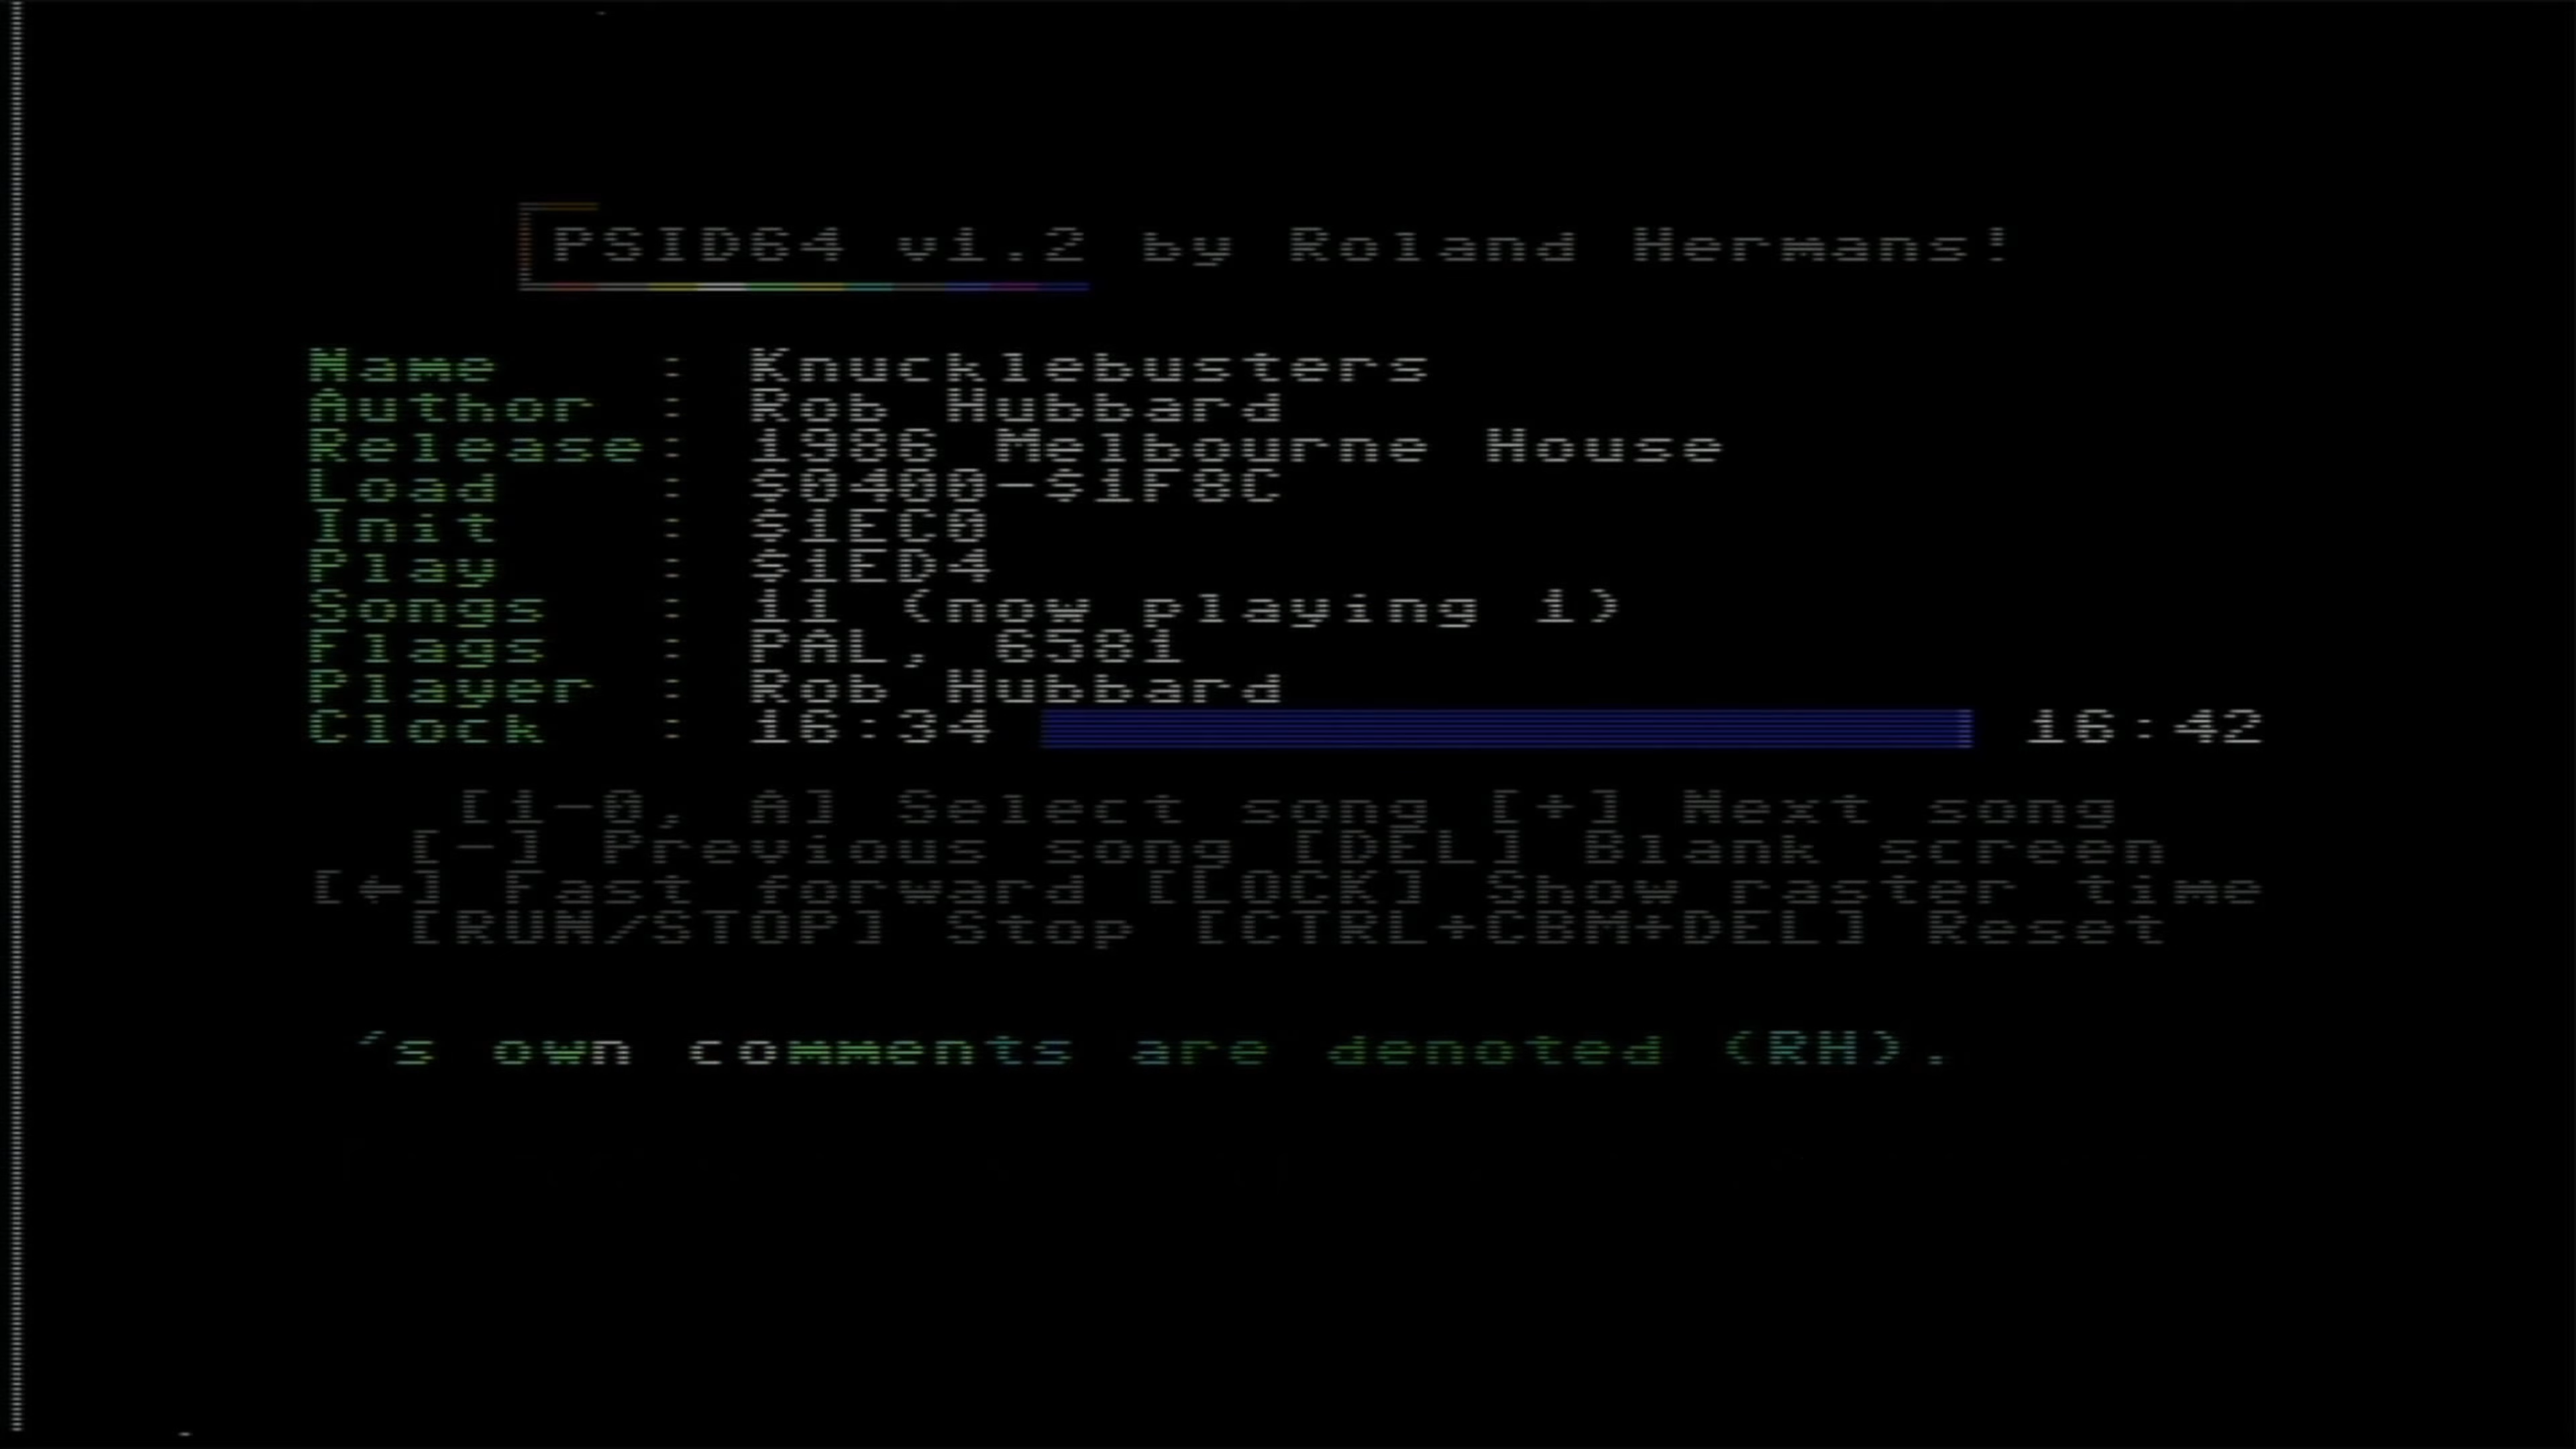 PSID64 v1.2 by Roland Hermans!
Name : Knucklebusters
Author : Rob Hubbard
Release : 1986 Melbourne House
Load : $0400-$1F8C
Init : $1EC0
Play : $1ED4
Songs : 11 (now playing 1)
Flags : PAL, 6581
Player : Rob Hubbard
Clock : 16:34 16:42
[1-0, A] Select song [+] Next song
[-] Previous song [DEL] Blank screen
[←] Fast forward [LOCK] Show raster time
[RUN/STOP] Stop [CTRL+CBM+DEL] Reset
's own comments are denoted (RH).